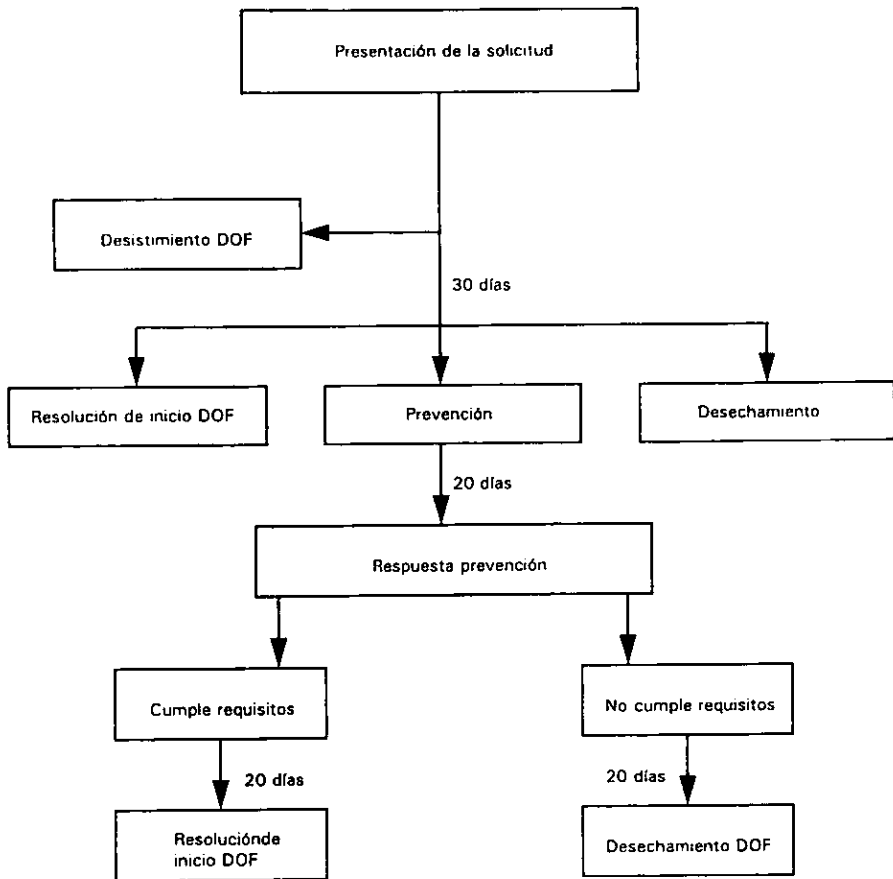 Presentación de la solicitud
Desistimiento DOF
30 días
Resolución de inicio DOF
Prevención
Desechamiento
20 días
Respuesta prevención
Cumple requisitos
No cumple requisitos
20 días
20 días
Resoluciónde
inicio DOF
Desechamiento DOF